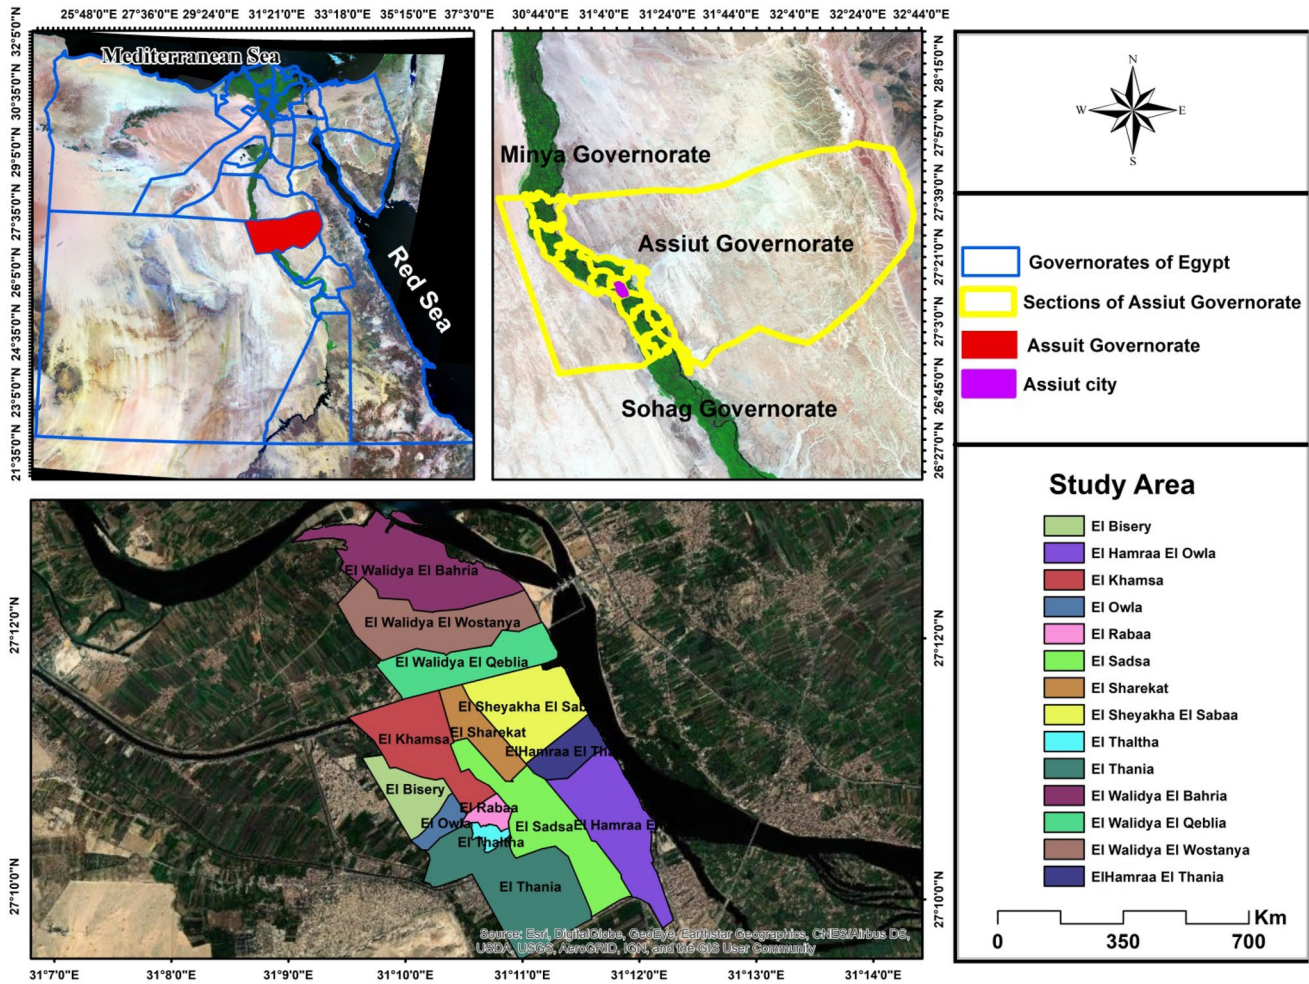 25°48'0"E 27°36'0"E 29°24'0"E 31°21'0"E 33°18'0"E 35°15'0"E 37°3'0"E
32°5'0"N
30°35'0"N
29°5'0"N
27°35'0"N
26°5'0"N
24°35'0"N
23°5'0"N
21°35'0"N
Mediterranean Sea
Red Sea
30°44'0"E 31°4'0"E 31°24'0"E 31°44'0"E 32°4'0"E 32°24'0"E 32°44'0"E
28°15'0"N
27°57'0"N
27°39'0"N
27°21'0"N
27°3'0"N
26°45'0"N
26°27'0"N
Minya Governorate
Assiut Governorate
Sohag Governorate
N
W E
S
Governorates of Egypt
Sections of Assiut Governorate
Assuit Governorate
Assiut city
Study Area
El Bisery
El Hamraa El Owla
El Khamsa
El Owla
El Rabaa
El Sadsa
El Sharekat
El Sheyakha El Sabaa
El Thaltha
El Thania
El Walidya El Bahria
El Walidya El Qeblia
El Walidya El Wostanya
ElHamraa El Thania
Km
0 350 700
El Walidya El Bahria
El Walidya El Wostanya
El Walidya El Qeblia
El Sheyakha El Sab
El Sharekat
El Khamsa
ElHamraa El Tha
El Bisery
El Rabaa
El Owla
El Sadsa
El Hamraa E
El Thaltha
El Thania
Source: Esri, DigitalGlobe, GeoEye, Earthstar Geographics, CNES/Airbus DS,
USDA, USGS, AeroGRID, IGN, and the GIS User Community
27°12'0"N
27°10'0"N
27°12'0"N
27°10'0"N
31°7'0"E 31°8'0"E 31°9'0"E 31°10'0"E 31°11'0"E 31°12'0"E 31°13'0"E 31°14'0"E